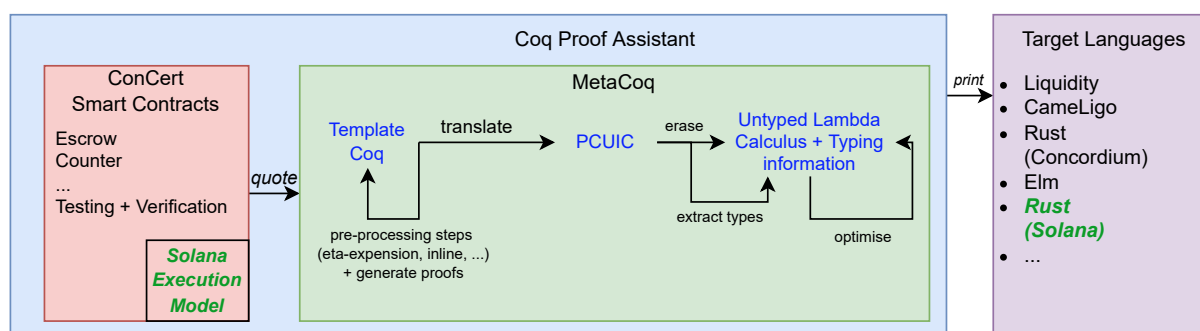 Coq Proof Assistant
ConCert
Smart Contracts
Escrow
Counter
...
Testing + Verification
Solana
Execution
Model
quote
MetaCoq
Template
Coq
translate
PCUIC
erase
extract types
Untyped Lambda
Calculus + Typing
information
optimise
pre-processing steps
(eta-expension, inline, ...)
+ generate proofs
print
Target Languages
Liquidity
CameLigo
Rust
(Concordium)
Elm
Rust
(Solana)
...